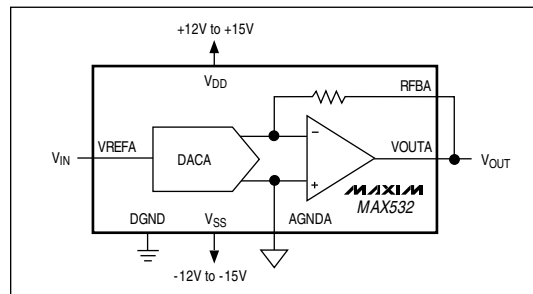 +12V to +15V
VDD
RFBA
VIN
VREFA
DACA
−
+
VOUTA
VOUT
MAXIM
MAX532
DGND
VSS
AGNDA
-12V to -15V